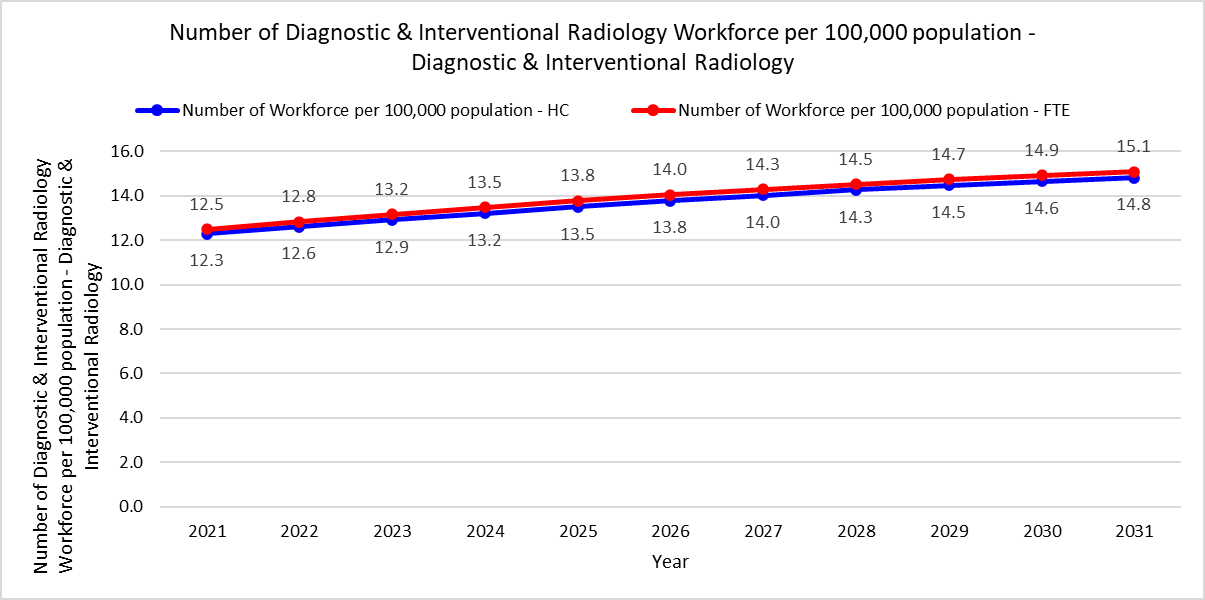 Number of Diagnostic & Interventional Radiology Workforce per 100,000 population -
Diagnostic & Interventional Radiology
Number of Workforce per 100,000 population - HC
Number of Workforce per 100,000 population - FTE
Number of Diagnostic & Interventional Radiology
Workforce per 100,000 population - Diagnostic &
Interventional Radiology
16.0
14.0
12.0
10.0
8.0
6.0
4.0
2.0
0.0
12.5 12.8 13.2 13.5 13.8 14.0 14.3 14.5 14.7 14.9 15.1
12.3 12.6 12.9 13.2 13.5 13.8 14.0 14.3 14.5 14.6 14.8
2021 2022 2023 2024 2025 2026 2027 2028 2029 2030 2031
Year